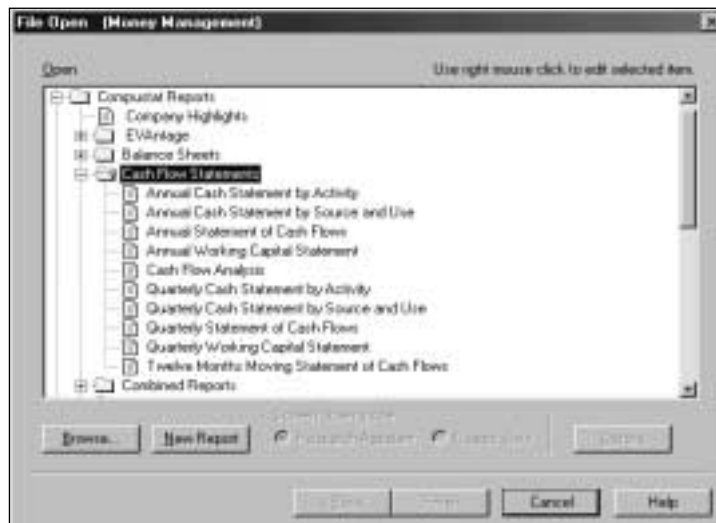 File Open (Money Management)
Open Use right mouse click to edit selected item.
Compustat Reports
Company Highlights
EVAntage
Balance Sheets
Cash Flow Statements
Annual Cash Statement by Activity
Annual Cash Statement by Source and Use
Annual Statement of Cash Flows
Annual Working Capital Statement
Cash Flow Analysis
Quarterly Cash Statement by Activity
Quarterly Cash Statement by Source and Use
Quarterly Statement of Cash Flows
Quarterly Working Capital Statement
Twelve Months Moving Statement of Cash Flows
Combined Reports
Browse... New Report
Cancel Help